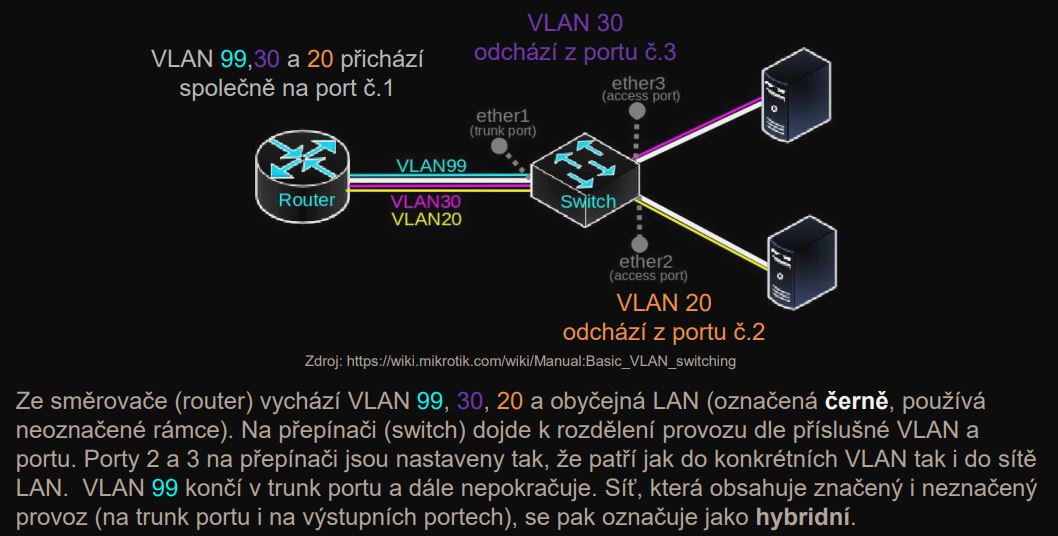 VLAN 30
odchází z portu č.3
VLAN 99,30 a 20 přichází
společně na port č.1
ether3
(access port)
ether1
(trunk port)
VLAN99
Router
VLAN30
VLAN20
Switch
ether2
(access port)
VLAN 20
odchází z portu č.2
Zdroj: https://wiki.mikrotik.com/wiki/Manual:Basic_VLAN_switching
Ze směrovače (router) vychází VLAN 99, 30, 20 a obyčejná LAN (označená černě, používá
neoznačené rámce). Na přepínači (switch) dojde k rozdělení provozu dle příslušné VLAN a
portu. Porty 2 a 3 na přepínači jsou nastaveny tak, že patří jak do konkrétních VLAN tak i do sítě
LAN.  VLAN 99 končí v trunk portu a dále nepokračuje. Síť, která obsahuje značený i neznačený
provoz (na trunk portu i na výstupních portech), se pak označuje jako hybridní.